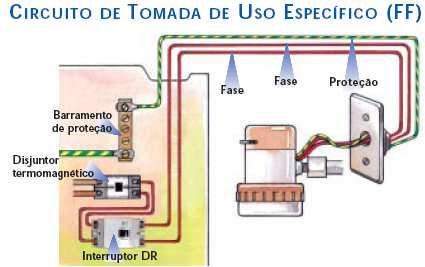 CIRCUITO DE TOMADA DE USO ESPECÍFICO (FF)
Fase
Fase
Proteção
Barramento
de proteção
Disjuntor
termomagnético
Interruptor DR